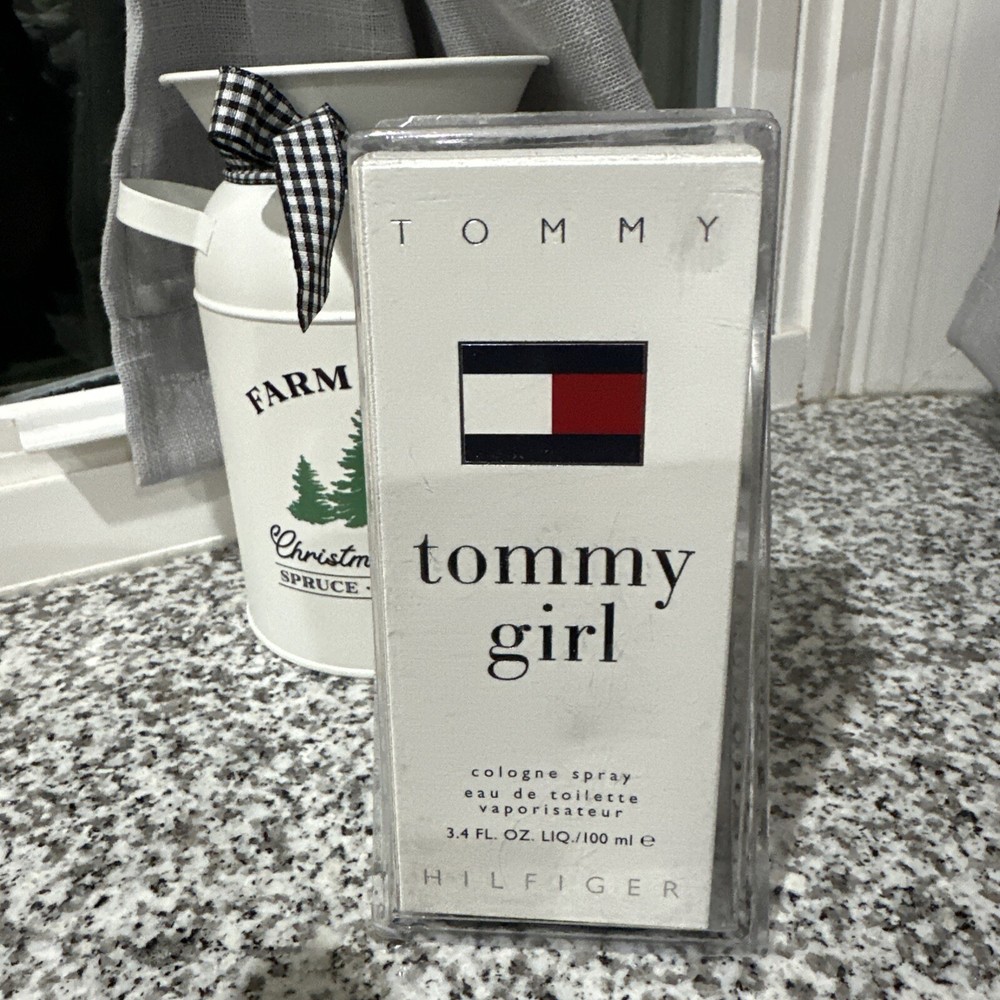 TOMMY
tommy
girl
cologne spray
eau de toilette
vaporisateur
3.4 FL. OZ. LIQ./100 ml ℮
HILFIGER
FARM
Christm
SPRUCE ·